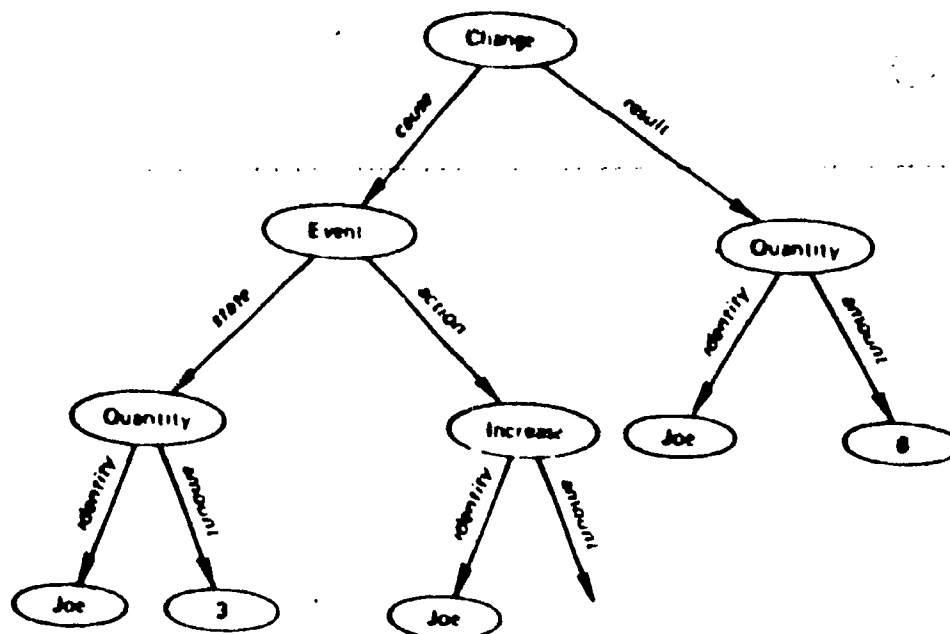 Change
cause
result
Event
Quantity
state
action
identity
amount
Quantity
Increase
Joe
identity
amount
identity
amount
Joe
3
Joe